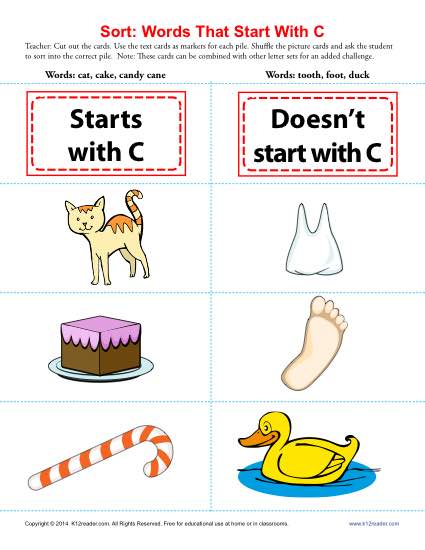 Sort: Words That Start With C
Teacher: Cut out the cards. Use the text cards as markers for each pile. Shuffle the picture cards and ask the student
to sort into the correct pile. Note: These cards can be combined with other letter sets for an added challenge.
Words: cat, cake, candy cane
Words: tooth, foot, duck
Starts
with C
Doesn't
start with C
Copyright © 2014 K12reader.com. All Rights Reserved. Free for educational use at home or in classrooms.
www.k12reader.com